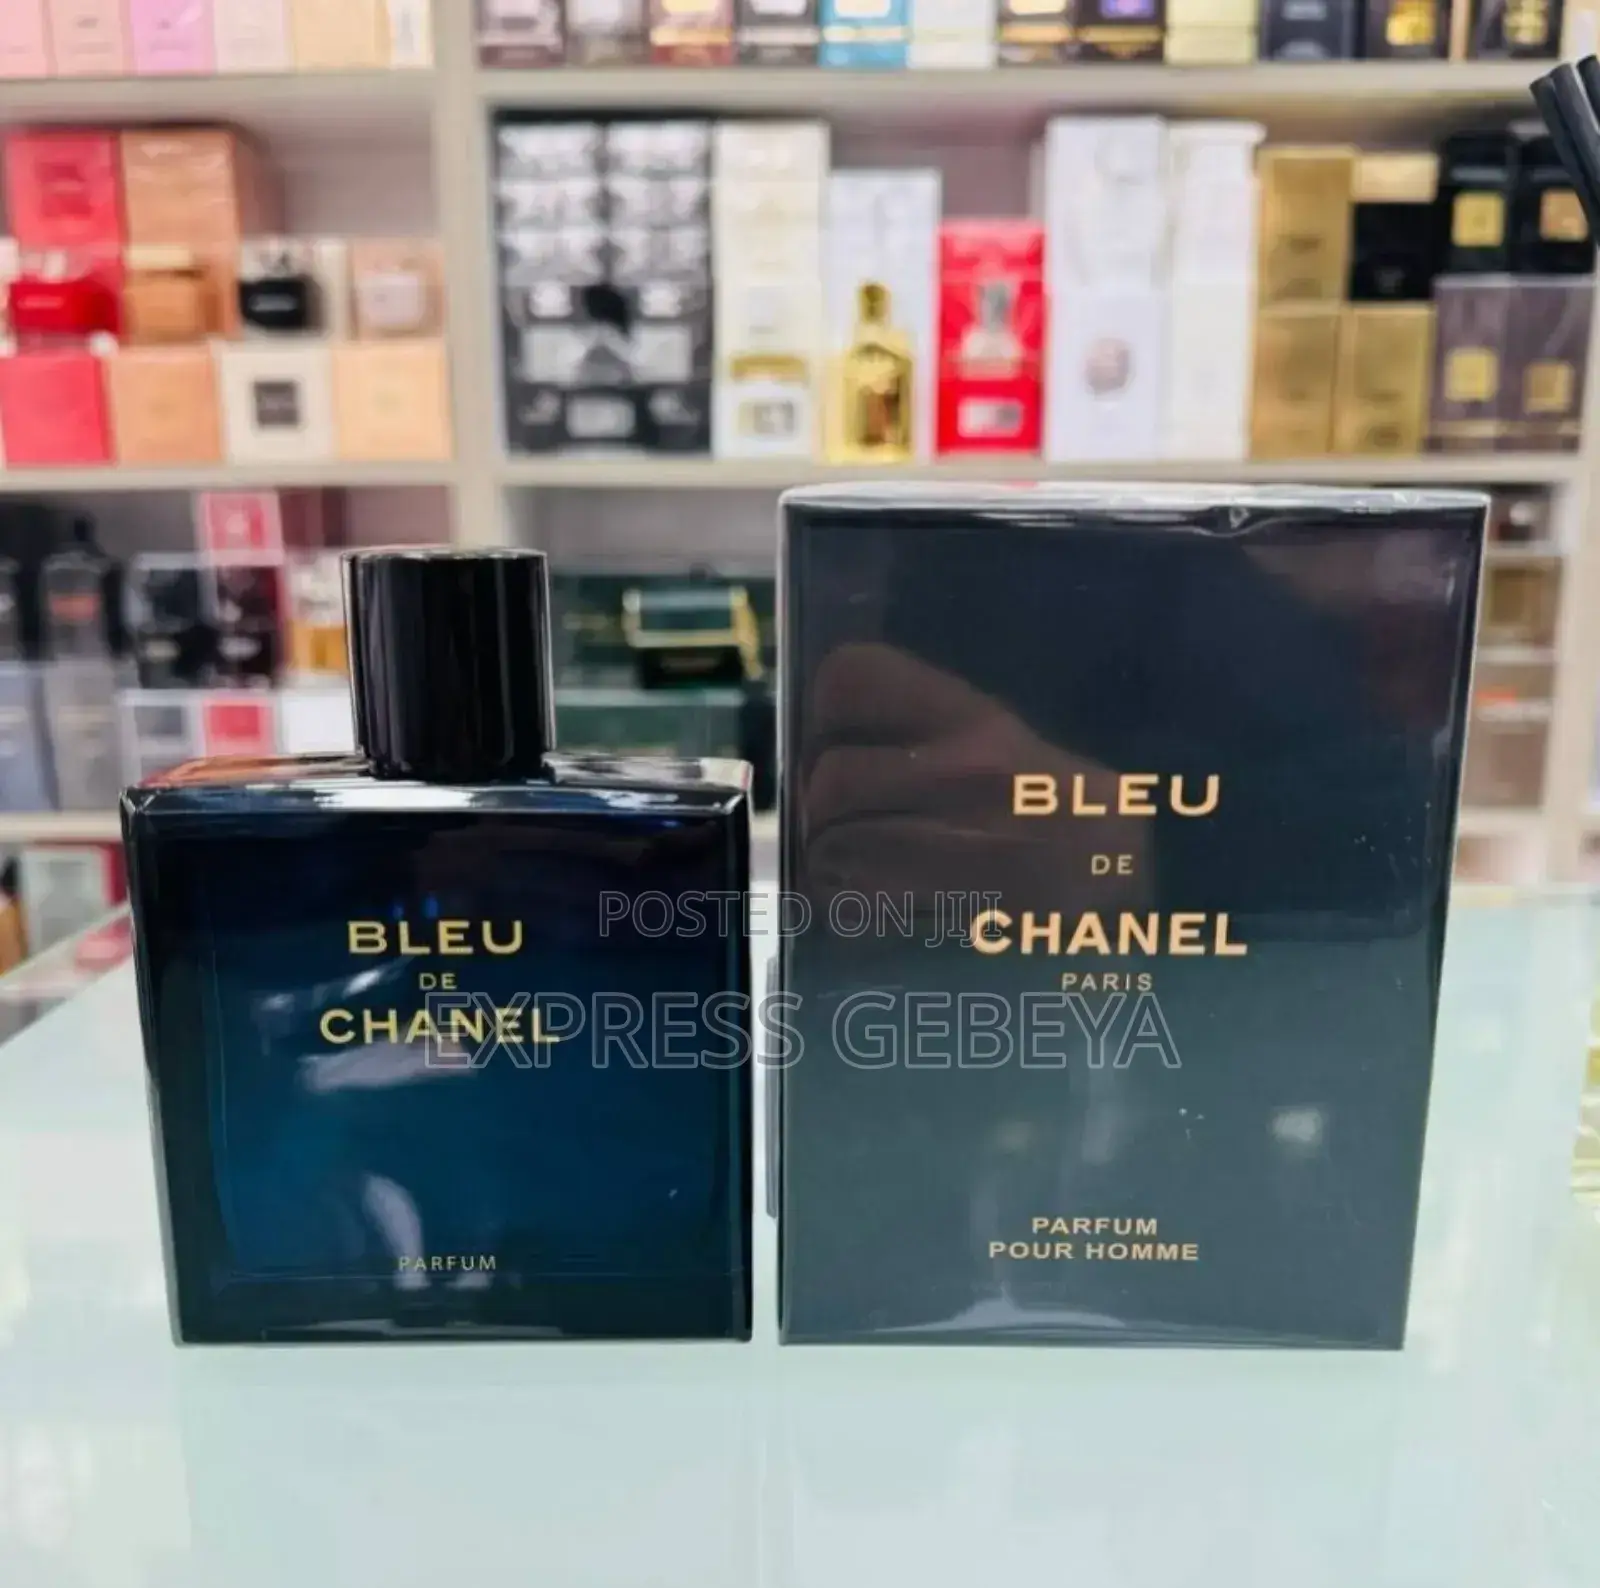 BLEU
DE
CHANEL
PARFUM
BLEU
DE
CHANEL
PARIS
PARFUM
POUR HOMME
POSTED ON JIJI
EXPRESS GEBEYA